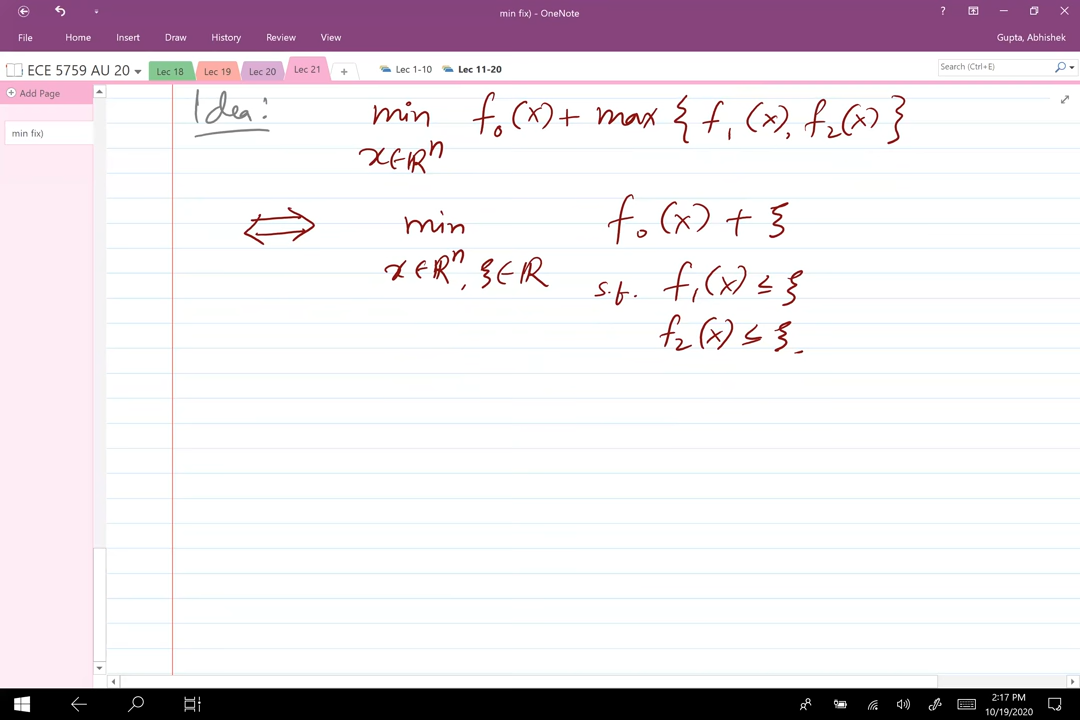 min fix) - OneNote
Gupta, Abhishek
File Home Insert Draw History Review View
ECE 5759 AU 20 Lec 18 Lec 19 Lec 20 Lec 21 Lec 1-10 Lec 11-20
Search (Ctrl+E)
Add Page
min fix)
Idea: min f₀(x) + max { f₁(x), f₂(x) }
x∈ℝⁿ
⟺ min f₀(x) + ξ
x∈ℝⁿ, ξ∈ℝ
s.t. f₁(x) ≤ ξ
f₂(x) ≤ ξ.
2:17 PM
10/19/2020